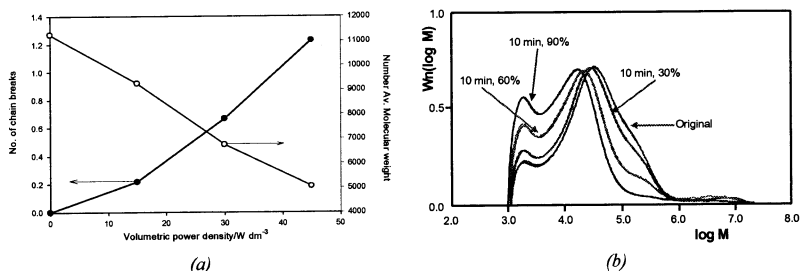 1.4
1.2
1.0
0.8
0.6
0.4
0.2
0.0
No. of chain breaks
12000
11000
10000
9000
8000
7000
6000
5000
4000
Number Av. Molecular weight
0 10 20 30 40 50
Volumetric power density/W dm⁻³
(a)
1.0
0.5
0.0
Wn(log M)
10 min, 90%
10 min, 60%
10 min, 30%
Original
2.0 3.0 4.0 5.0 6.0 7.0
log M
(b)